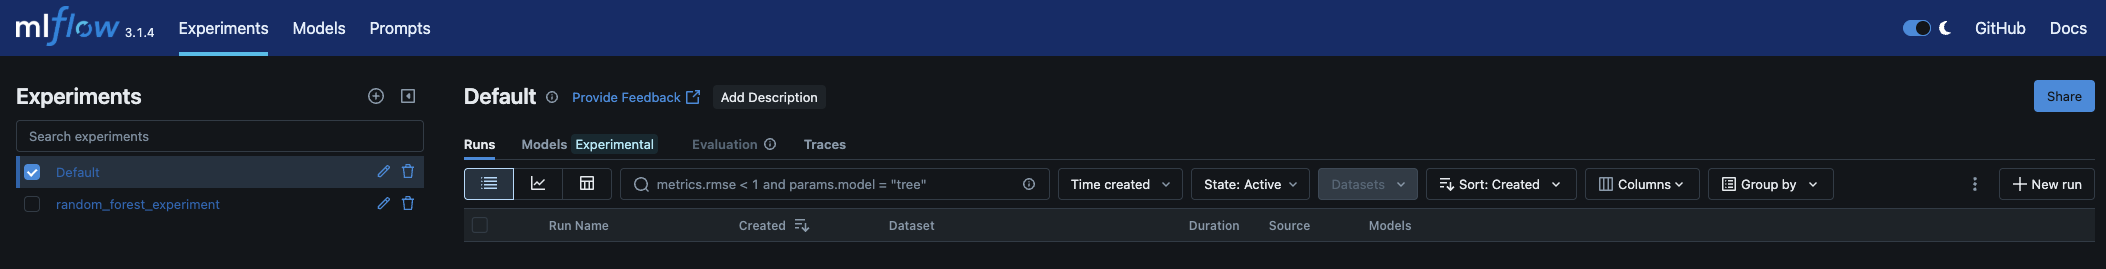 mlflow 3.1.4 Experiments Models Prompts GitHub Docs
Experiments
Search experiments
Default
random_forest_experiment
Default Provide Feedback Add Description Share
Runs Models Experimental Evaluation Traces
metrics.rmse < 1 and params.model = "tree" Time created State: Active Datasets Sort: Created Columns Group by New run
Run Name Created Dataset Duration Source Models